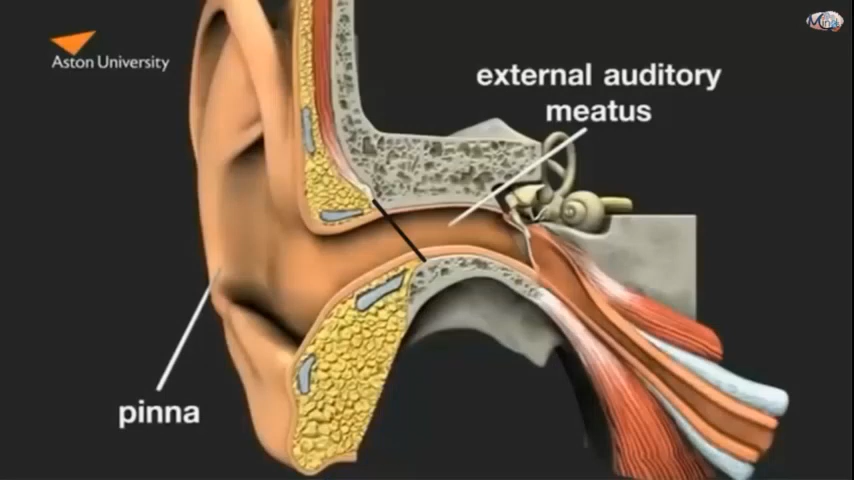 Aston University
external auditory
meatus
pinna